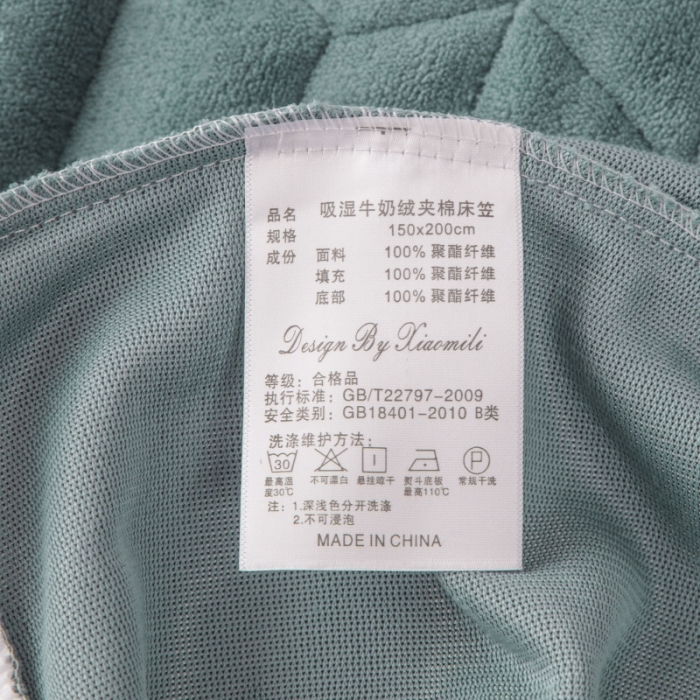 品名 吸湿牛奶绒夹棉床笠
规格 150x200cm
成份 面料 100% 聚酯纤维
填充 100% 聚酯纤维
底部 100% 聚酯纤维
Design By Xiaomili
等级：合格品
执行标准：GB/T22797-2009
安全类别：GB18401-2010 B类
洗涤维护方法：
30 P
最高温度30℃ 不可漂白 悬挂晾干 熨斗底板最高110℃ 常规干洗
注：1.深浅色分开洗涤
2.不可浸泡
MADE IN CHINA